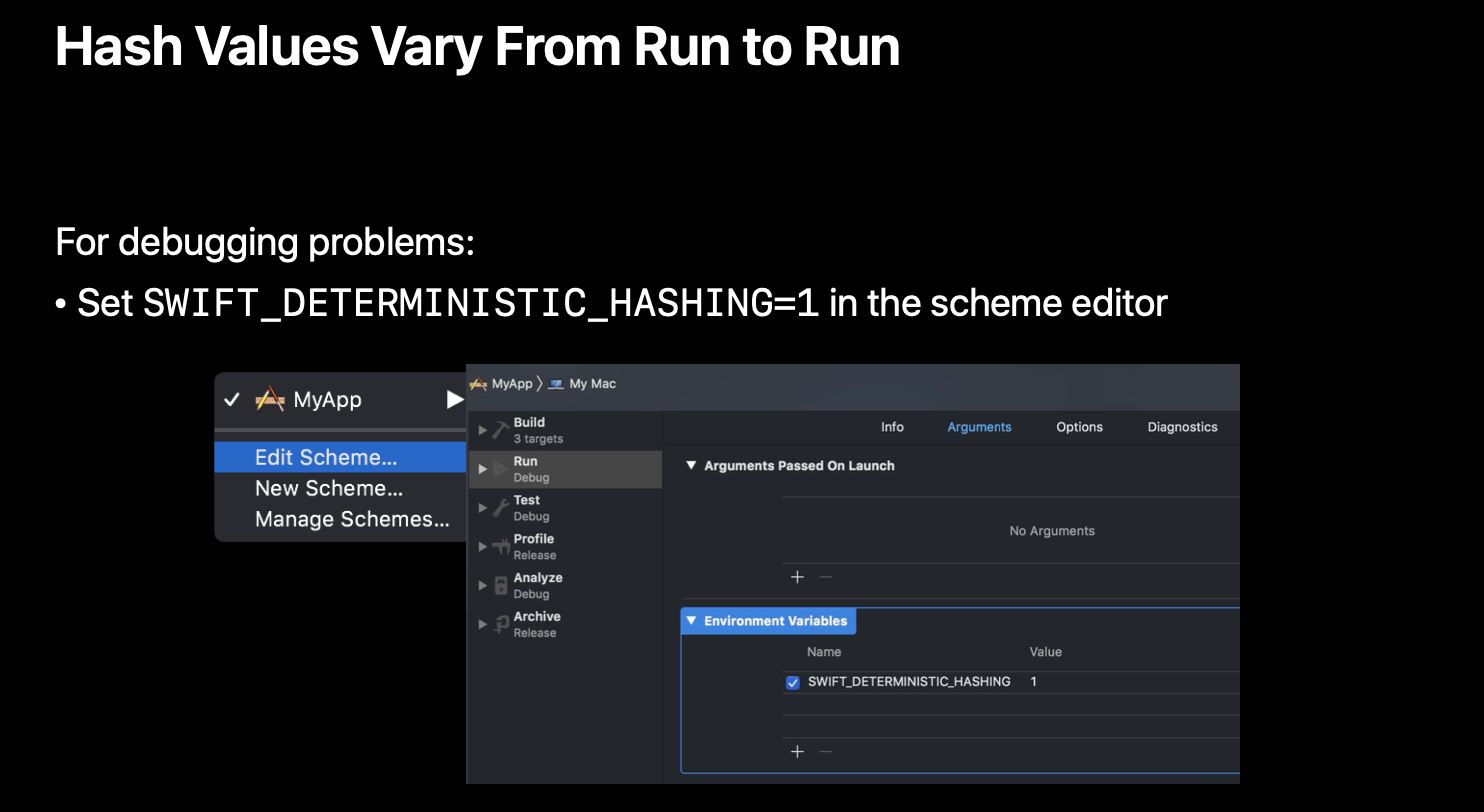 Hash Values Vary From Run to Run
For debugging problems:
• Set SWIFT_DETERMINISTIC_HASHING=1 in the scheme editor
MyApp
Edit Scheme...
New Scheme...
Manage Schemes...
MyApp 〉 My Mac
Build
3 targets
Run
Debug
Test
Debug
Profile
Release
Analyze
Debug
Archive
Release
Info Arguments Options Diagnostics
Arguments Passed On Launch
No Arguments
Environment Variables
Name Value
SWIFT_DETERMINISTIC_HASHING 1